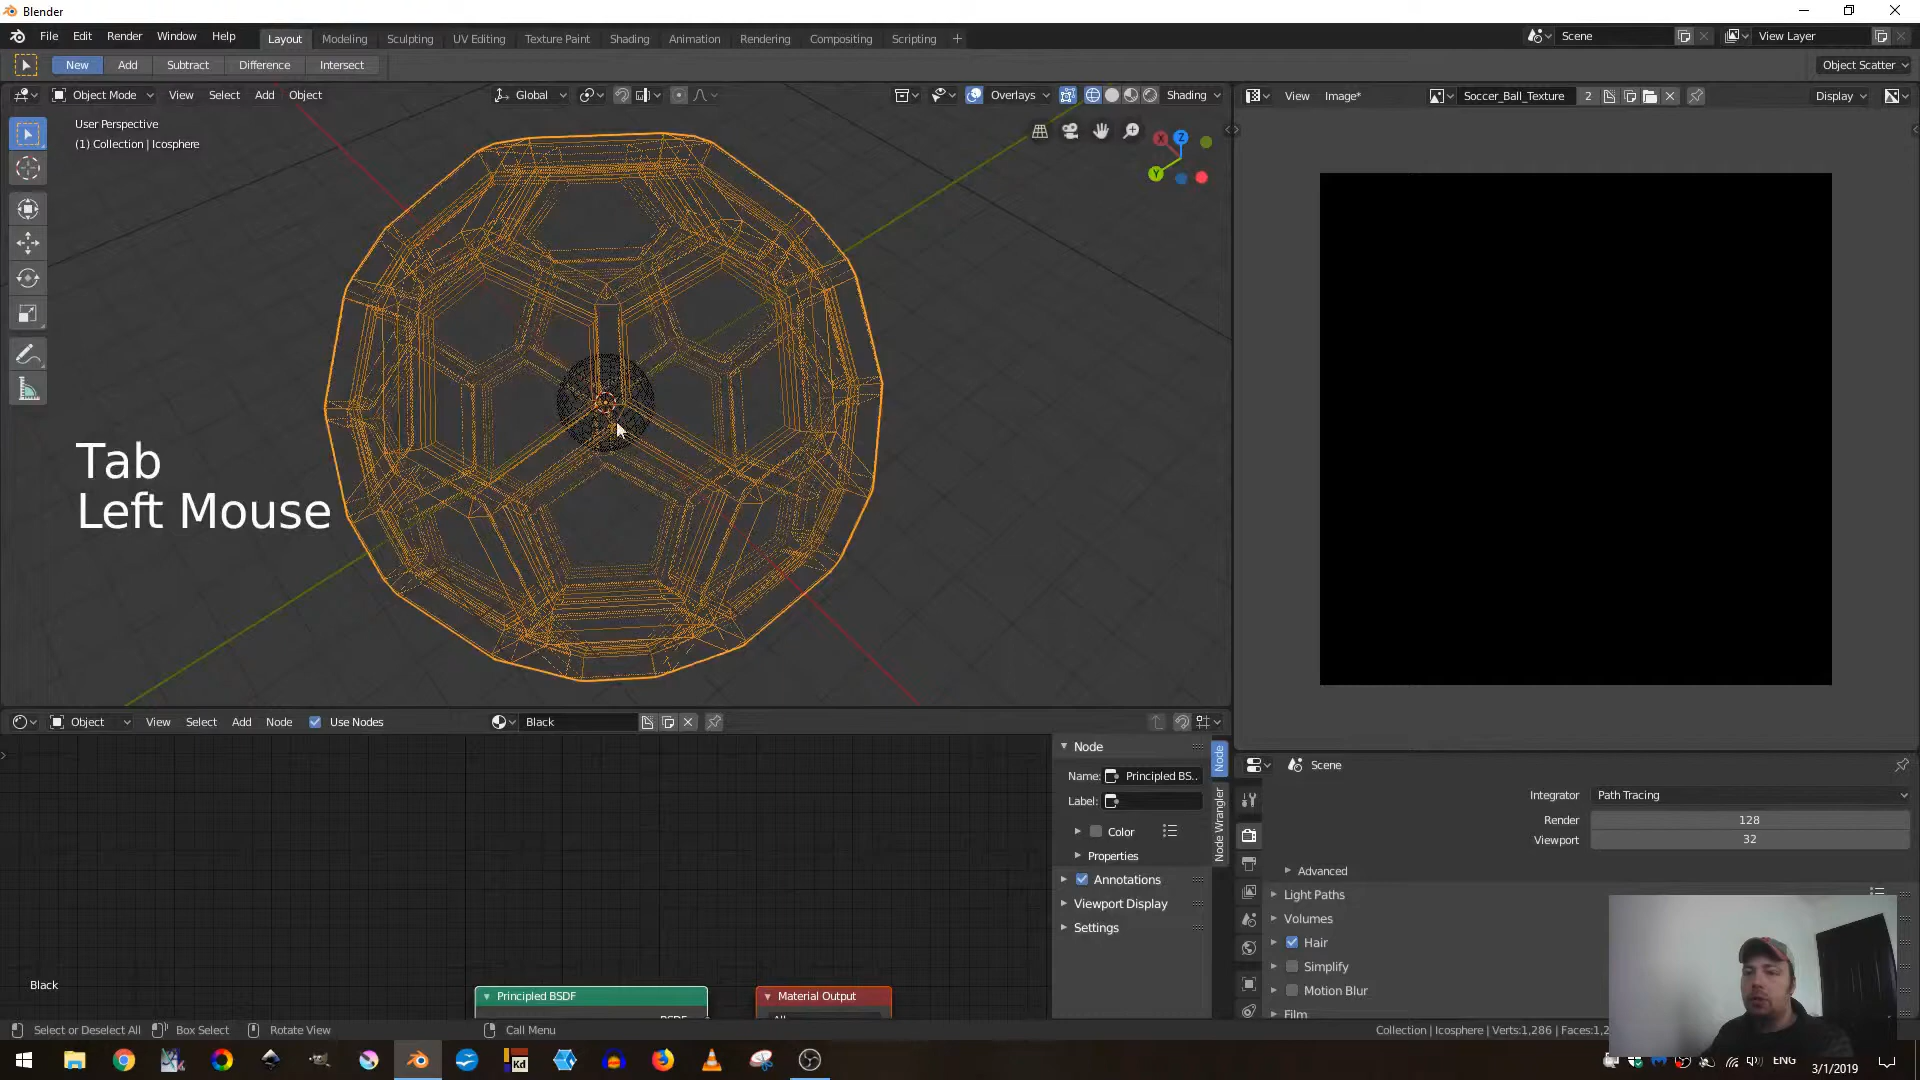 Blender
File Edit Render Window Help Layout Modeling Sculpting UV Editing Texture Paint Shading Animation Rendering Compositing Scripting + Scene View Layer
New Add Subtract Difference Intersect Object Scatter
Object Mode View Select Add Object Global Overlays Shading View Image* Soccer_Ball_Texture 2 Display
User Perspective
(1) Collection | Icosphere
X Z
Y
Tab
Left Mouse
Object View Select Add Node Use Nodes Black
Node
Name: Principled BS..
Label:
Color
Properties
Annotations
Viewport Display
Settings
Node
Node Wrangler
Scene
Integrator Path Tracing
Render 128
Viewport 32
Advanced
Light Paths
Volumes
Hair
Simplify
Motion Blur
Film
Black
Principled BSDF
BSDF
Material Output
All
Select or Deselect All Box Select Rotate View Call Menu Collection | Icosphere | Verts:1,286 | Faces:1,2
Kd
ENG
3/1/2019